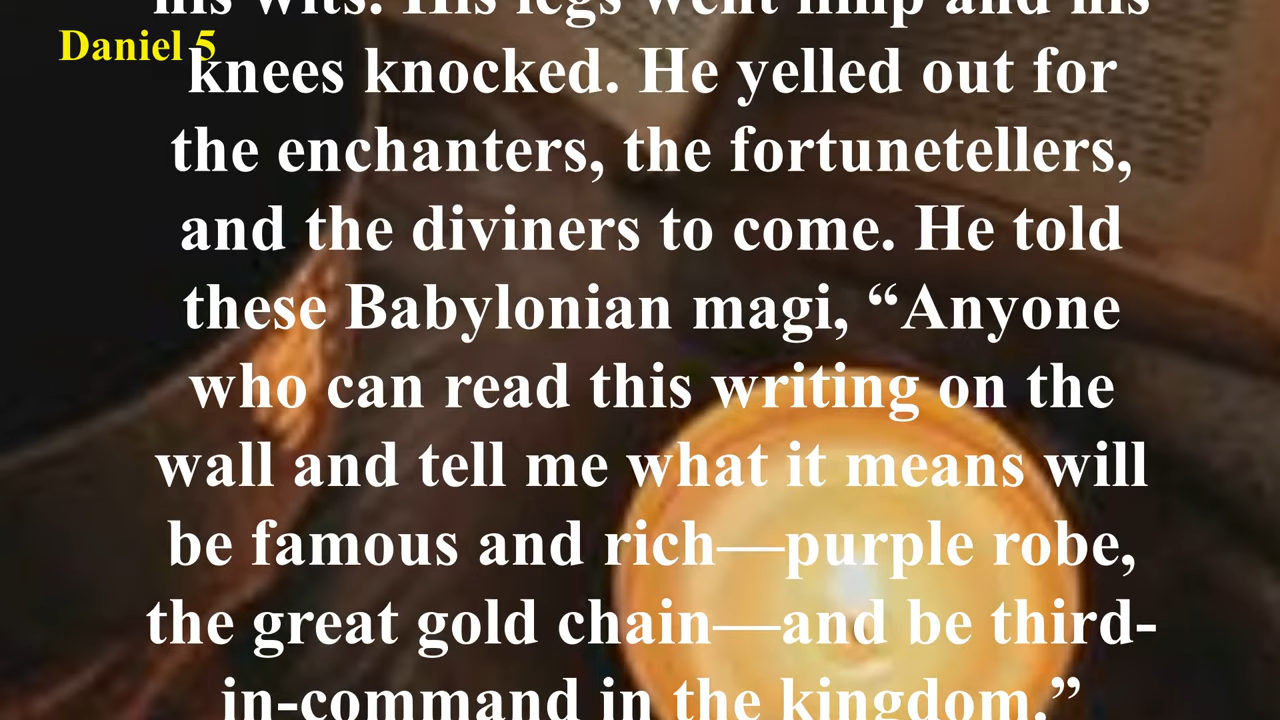 his wits. His legs went limp and his
Daniel 5
knees knocked. He yelled out for
the enchanters, the fortunetellers,
and the diviners to come. He told
these Babylonian magi, “Anyone
who can read this writing on the
wall and tell me what it means will
be famous and rich—purple robe,
the great gold chain—and be third-
in-command in the kingdom.”